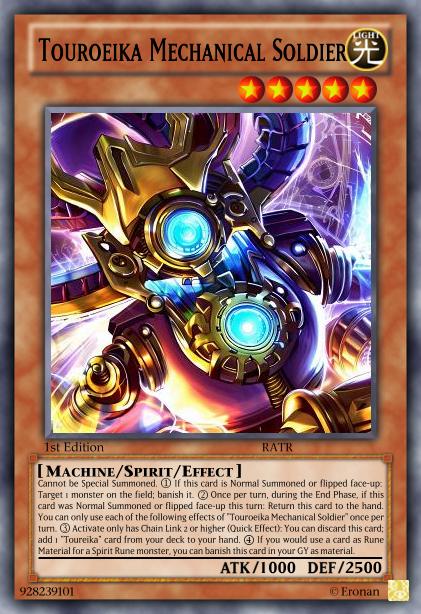 TOUROEIKA MECHANICAL SOLDIER
LIGHT
光
1st Edition RATR
[ MACHINE/SPIRIT/EFFECT ]
Cannot be Special Summoned. ① If this card is Normal Summoned or flipped face-up:
Target 1 monster on the field; banish it. ② Once per turn, during the End Phase, if this
card was Normal Summoned or flipped face-up this turn: Return this card to the hand.
You can only use each of the following effects of "Touroeika Mechanical Soldier" once per
turn. ③ Activate only has Chain Link 2 or higher (Quick Effect): You can discard this card;
add 1 "Toureika" card from your deck to your hand. ④ If you would use a card as Rune
Material for a Spirit Rune monster, you can banish this card in your GY as material.
ATK/1000 DEF/2500
928239101 © Eronan